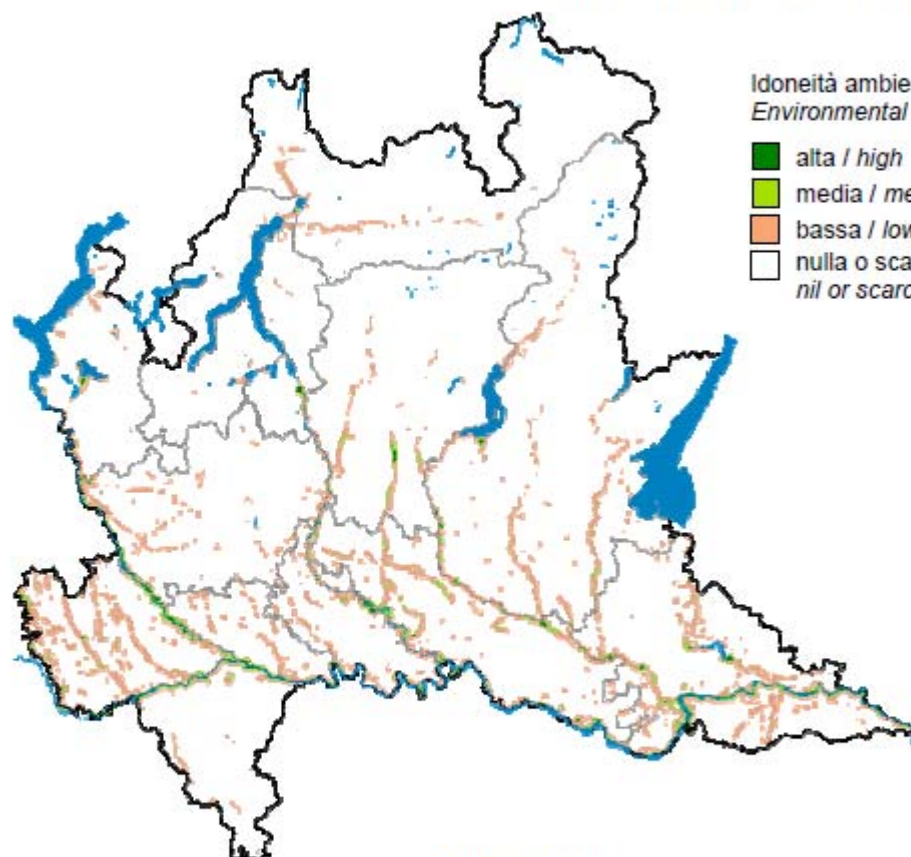 Idoneità ambie
Environmental
alta / high
media / me
bassa / low
nulla o sca
nil or scarc